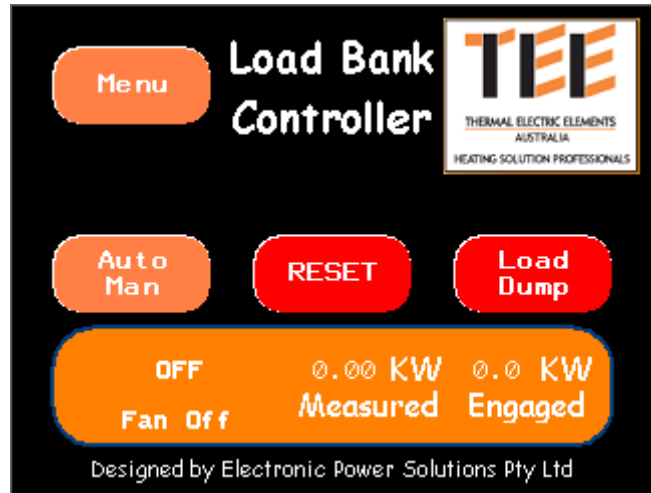 Menu
Load Bank
Controller
TEE
THERMAL ELECTRIC ELEMENTS
AUSTRALIA
HEATING SOLUTION PROFESSIONALS
Auto
Man
RESET
Load
Dump
OFF
0.00 KW
0.0 KW
Fan Off
Measured
Engaged
Designed by Electronic Power Solutions Pty Ltd